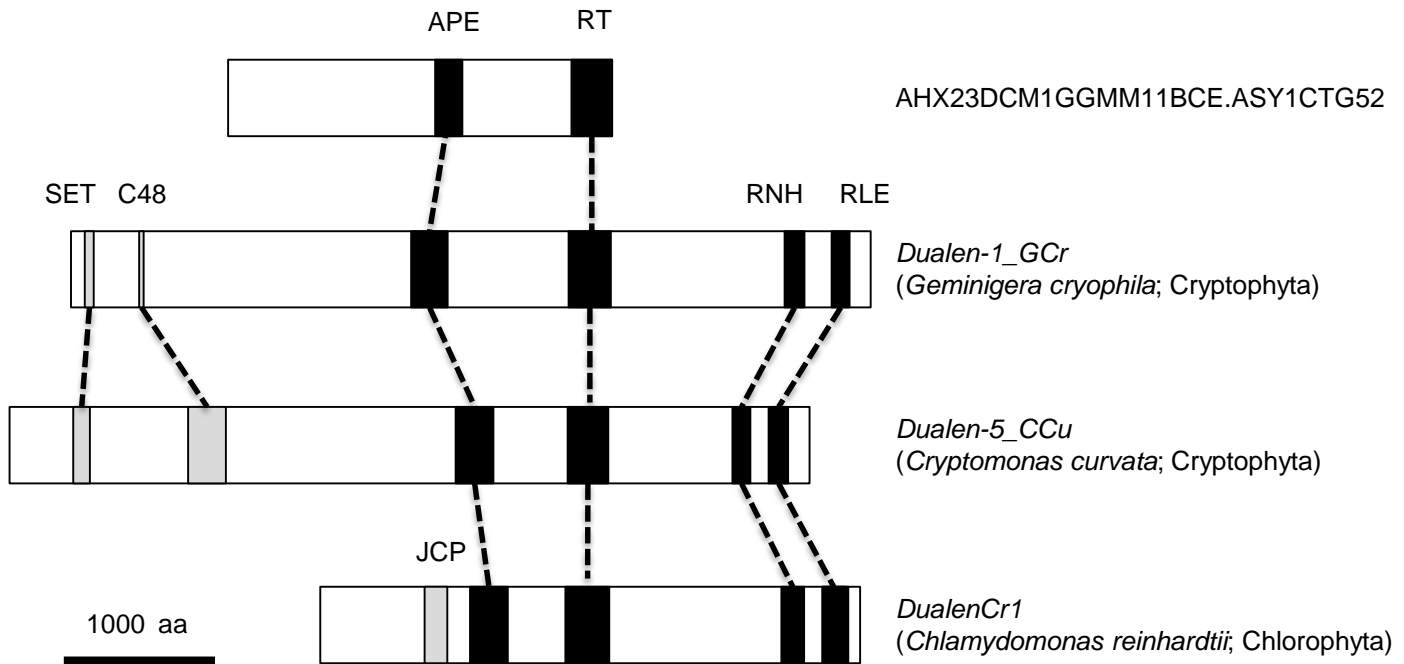 APE RT
AHX23DCM1GGMM11BCE.ASY1CTG52
SET C48 RNH RLE
Dualen-1_GCr
(Geminigera cryophila; Cryptophyta)
Dualen-5_CCu
(Cryptomonas curvata; Cryptophyta)
JCP
DualenCr1
(Chlamydomonas reinhardtii; Chlorophyta)
1000 aa